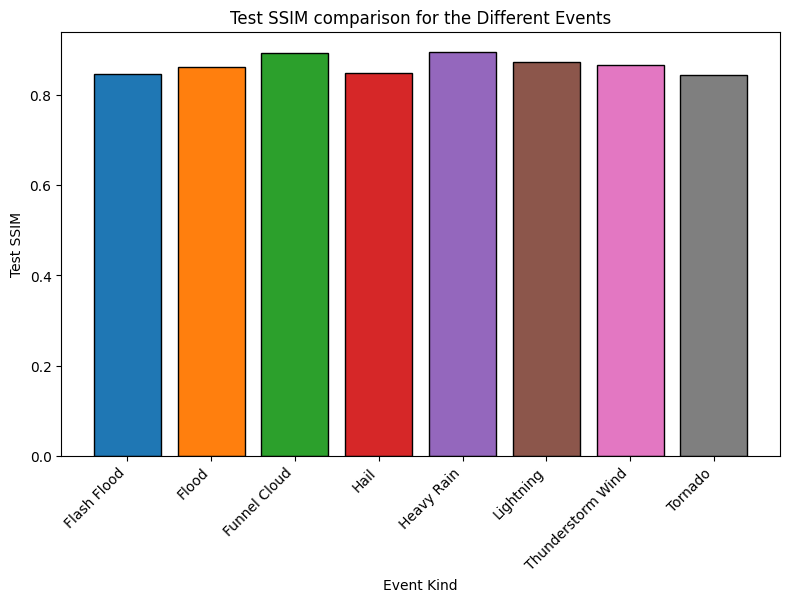 Test SSIM comparison for the Different Events
Test SSIM
0.8
0.6
0.4
0.2
0.0
Flash Flood
Flood
Funnel Cloud
Hail
Heavy Rain
Lightning
Thunderstorm Wind
Tornado
Event Kind